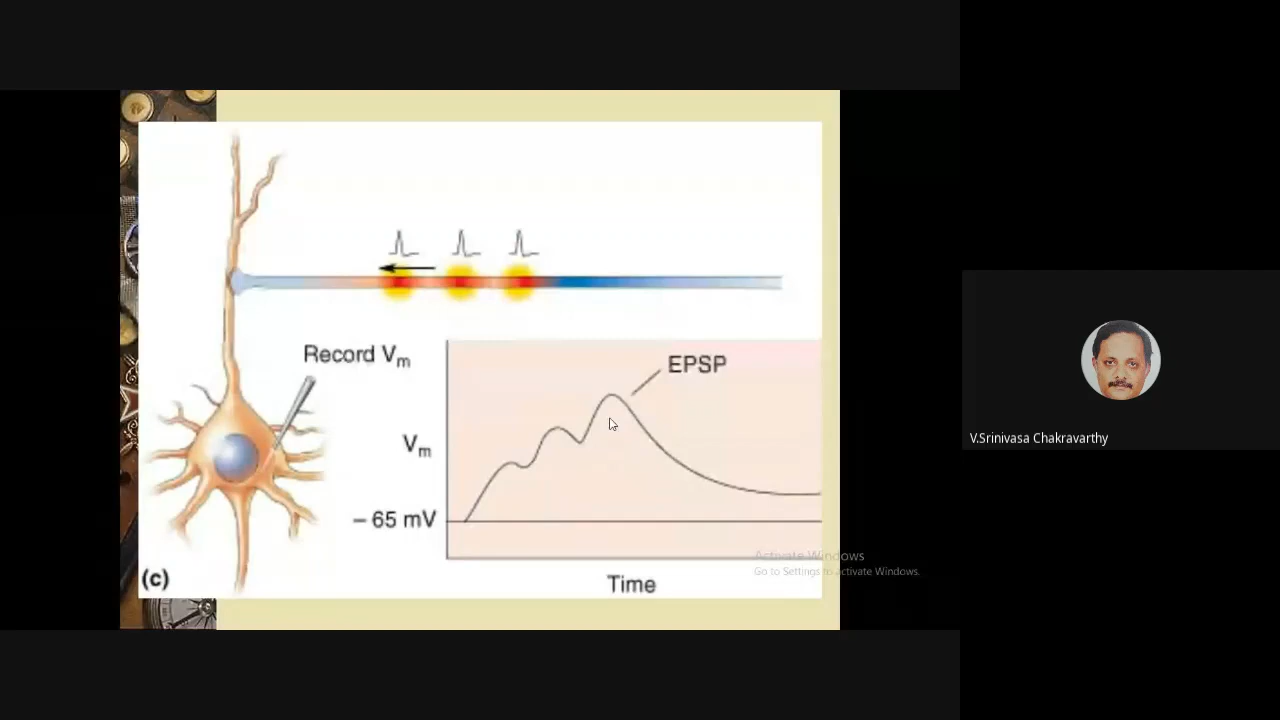 Record Vm
EPSP
Vm
– 65 mV
(c)
Time
Activate Windows
Go to Settings to activate Windows.
V.Srinivasa Chakravarthy